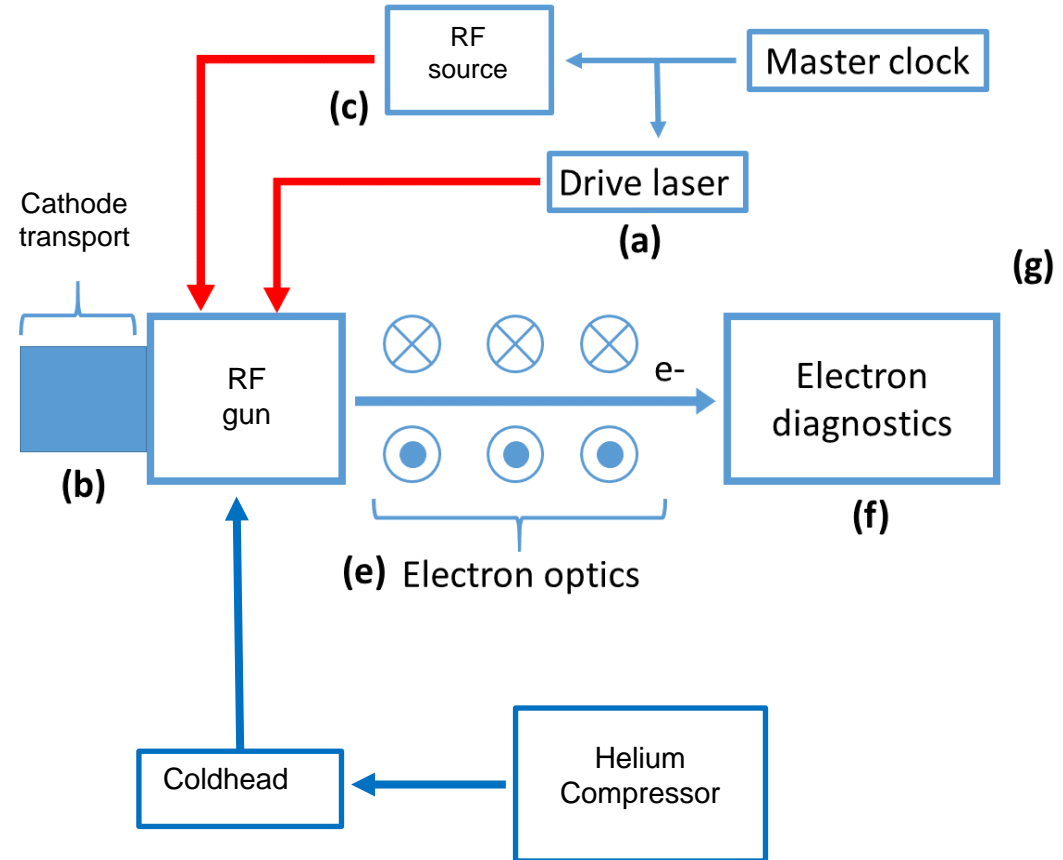 RF
source
Master clock
(c)
Drive laser
(a)
Cathode
transport
(g)
RF
gun
e-
Electron
diagnostics
(b)
(f)
(e) Electron optics
Coldhead
Helium
Compressor